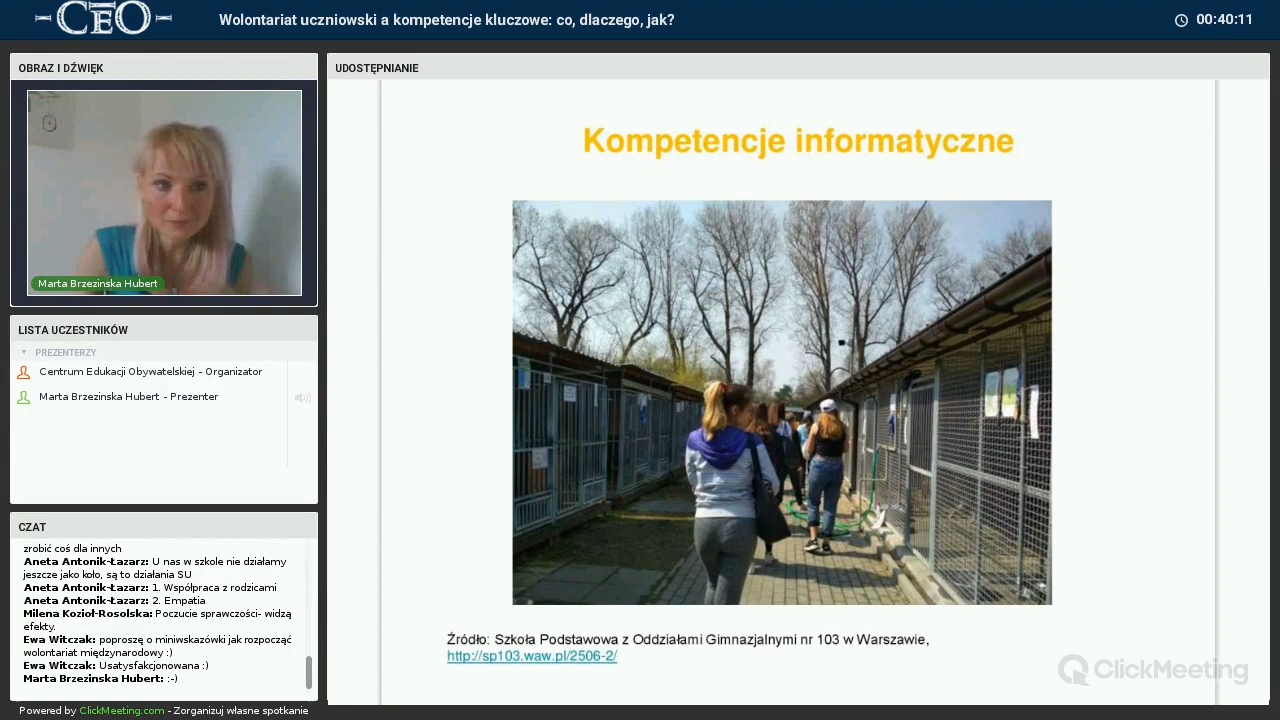 CEO
Wolontariat uczniowski a kompetencje kluczowe: co, dlaczego, jak?
00:40:11
OBRAZ I DŹWIĘK
Marta Brzezinska Hubert
LISTA UCZESTNIKÓW
PREZENTERZY
Centrum Edukacji Obywatelskiej - Organizator
Marta Brzezinska Hubert - Prezenter
CZAT
zrobić coś dla innych
Aneta Antonik-Łazarz: U nas w szkole nie działamy
jeszcze jako koło, są to działania SU
Aneta Antonik-Łazarz: 1. Współpraca z rodzicami
Aneta Antonik-Łazarz: 2. Empatia
Milena Kozioł-Rosolska: Poczucie sprawczości- widzą
efekty.
Ewa Witczak: poproszę o miniwskazówki jak rozpocząć
wolontariat międzynarodowy :)
Ewa Witczak: Usatysfakcjonowana :)
Marta Brzezinska Hubert: :-)
Powered by ClickMeeting.com - Zorganizuj własne spotkanie
UDOSTĘPNIANIE
Kompetencje informatyczne
Źródło: Szkoła Podstawowa z Oddziałami Gimnazjalnymi nr 103 w Warszawie,
http://sp103.waw.pl/2506-2/
ClickMeeting